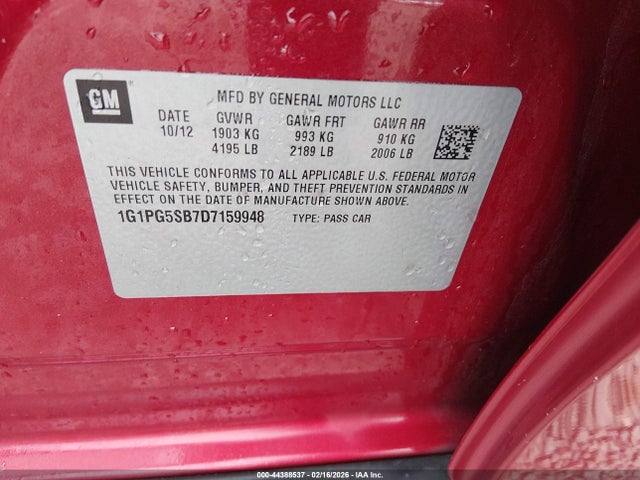 GM
MFD BY GENERAL MOTORS LLC
DATE GVWR GAWR FRT GAWR RR
10/12 1903 KG 993 KG 910 KG
4195 LB 2189 LB 2006 LB
THIS VEHICLE CONFORMS TO ALL APPLICABLE U.S. FEDERAL MOTOR
VEHICLE SAFETY, BUMPER, AND THEFT PREVENTION STANDARDS IN
EFFECT ON THE DATE OF MANUFACTURE SHOWN ABOVE.
1G1PG5SB7D7159948 TYPE: PASS CAR
000-44388537 - 02/16/2026 - IAA Inc.